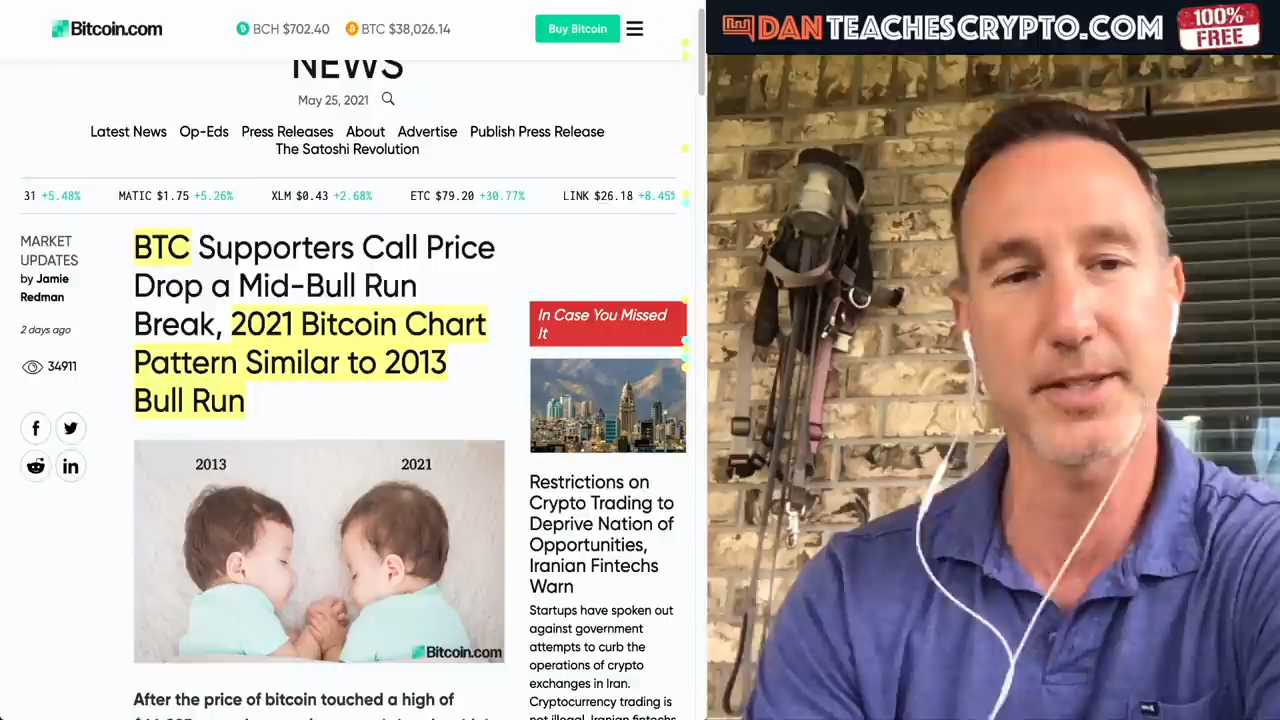 Bitcoin.com
BCH $702.40
BTC $38,026.14
Buy Bitcoin
NEWS
May 25, 2021
Latest News Op-Eds Press Releases About Advertise Publish Press Release
The Satoshi Revolution
31 +5.48% MATIC $1.75 +5.26% XLM $0.43 +2.68% ETC $79.20 +30.77% LINK $26.18 +8.45%
MARKET
UPDATES
by Jamie
Redman
2 days ago
34911
BTC Supporters Call Price
Drop a Mid-Bull Run
Break, 2021 Bitcoin Chart
Pattern Similar to 2013
Bull Run
2013 2021
Bitcoin.com
After the price of bitcoin touched a high of
In Case You Missed
It
Restrictions on
Crypto Trading to
Deprive Nation of
Opportunities,
Iranian Fintechs
Warn
Startups have spoken out
against government
attempts to curb the
operations of crypto
exchanges in Iran.
Cryptocurrency trading is
not illegal, Iranian fintechs
DANTEACHESCRYPTO.COM
100%
FREE